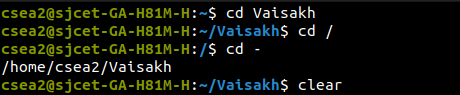 csea2@sjcet-GA-H81M-H:~$ cd Vaisakh
csea2@sjcet-GA-H81M-H:~/Vaisakh$ cd /
csea2@sjcet-GA-H81M-H:/$ cd -
/home/csea2/Vaisakh
csea2@sjcet-GA-H81M-H:~/Vaisakh$ clear